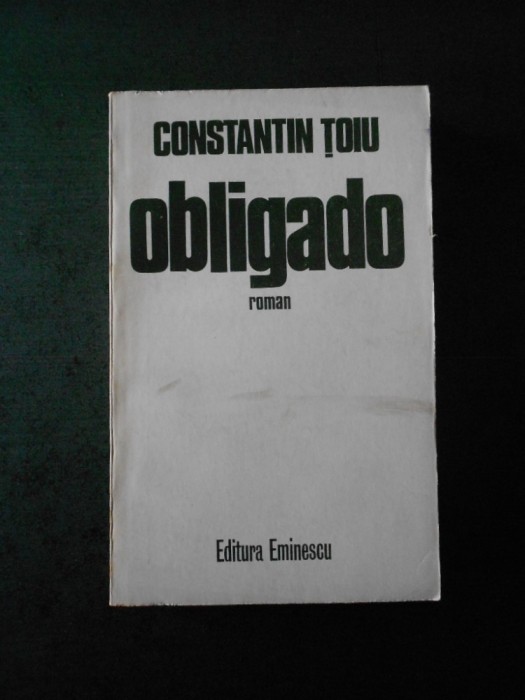 CONSTANTIN ȚOIU
obligado
roman
Editura Eminescu